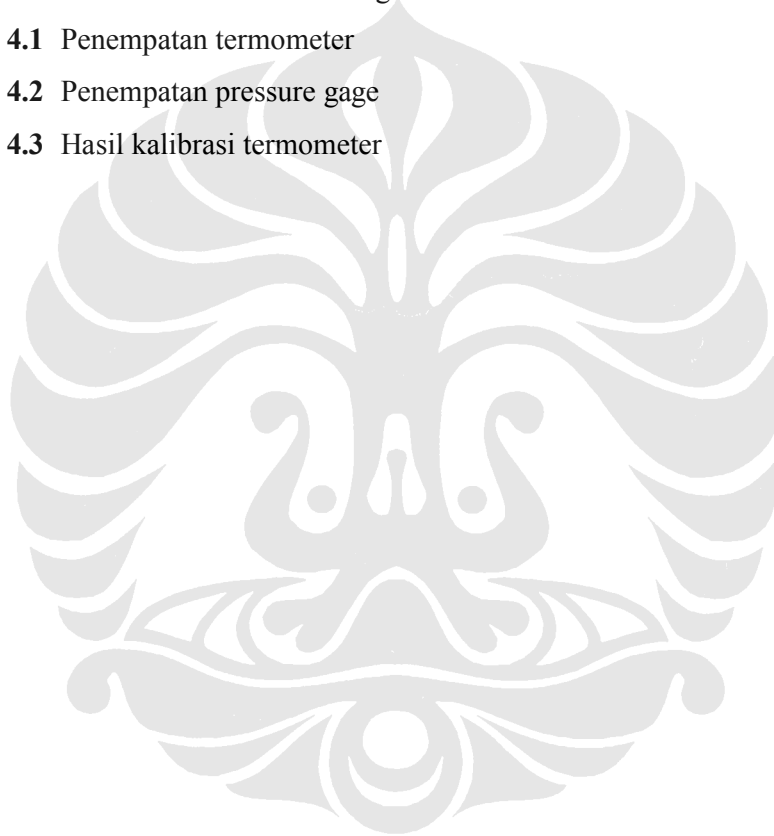 4.1 Penempatan termometer
4.2 Penempatan pressure gage
4.3 Hasil kalibrasi termometer